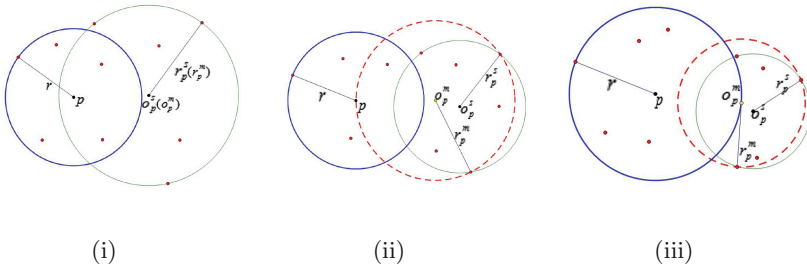 r p o_p^s(o_p^m) r_p^s(r_p^m)
r p o_p^m o_p^s r_p^s r_p^m
r p o_p^m o_p^s r_p^s r_p^m
(i) (ii) (iii)